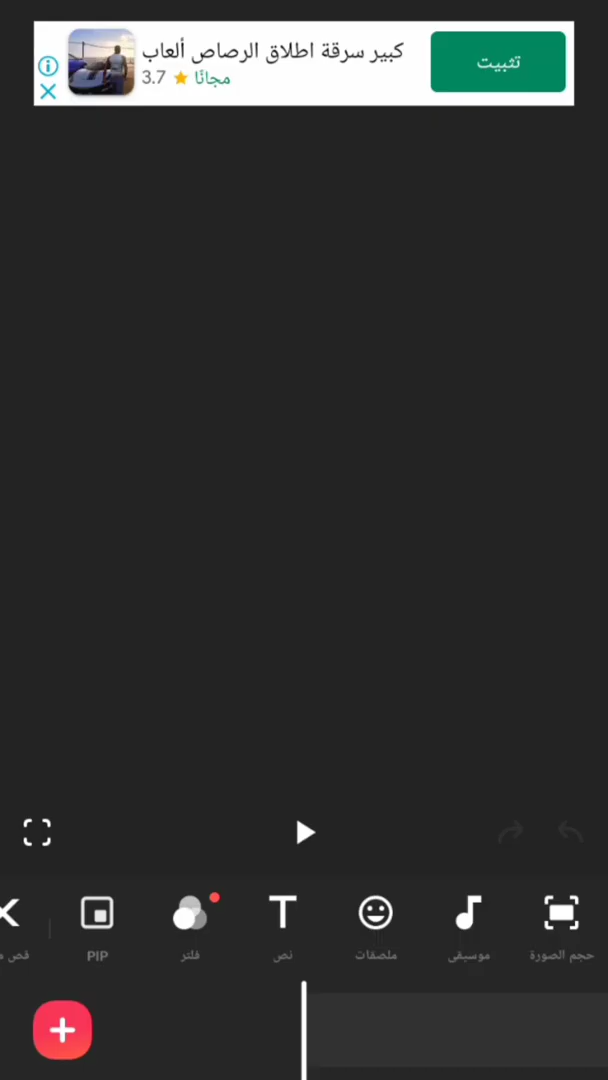 كبير سرقة اطلاق الرصاص ألعاب
مجانًا ★ 3.7
تثبيت
حجم الصورة
موسيقى
ملصقات
نص
فلتر
PIP